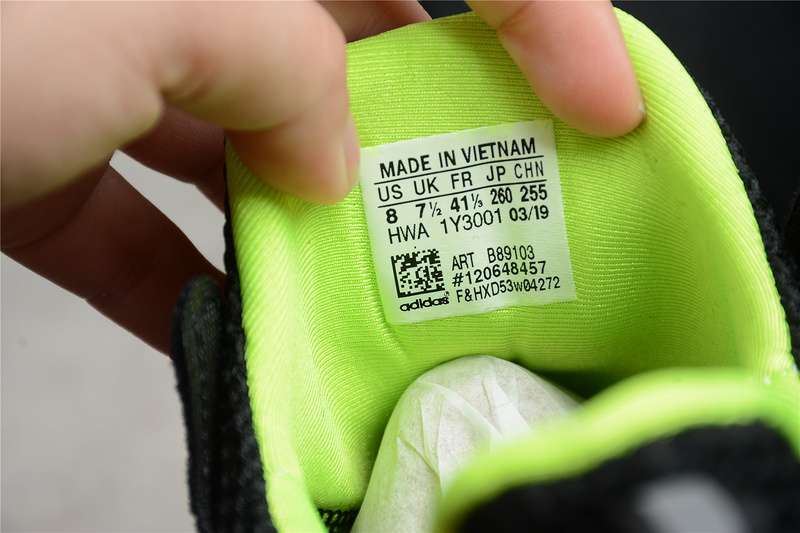 MADE IN VIETNAM
US UK FR JP CHN
8 7½ 41⅓ 260 255
HWA 1Y3001 03/19
ART B89103
#120648457
F&HXD53w04272
adidas